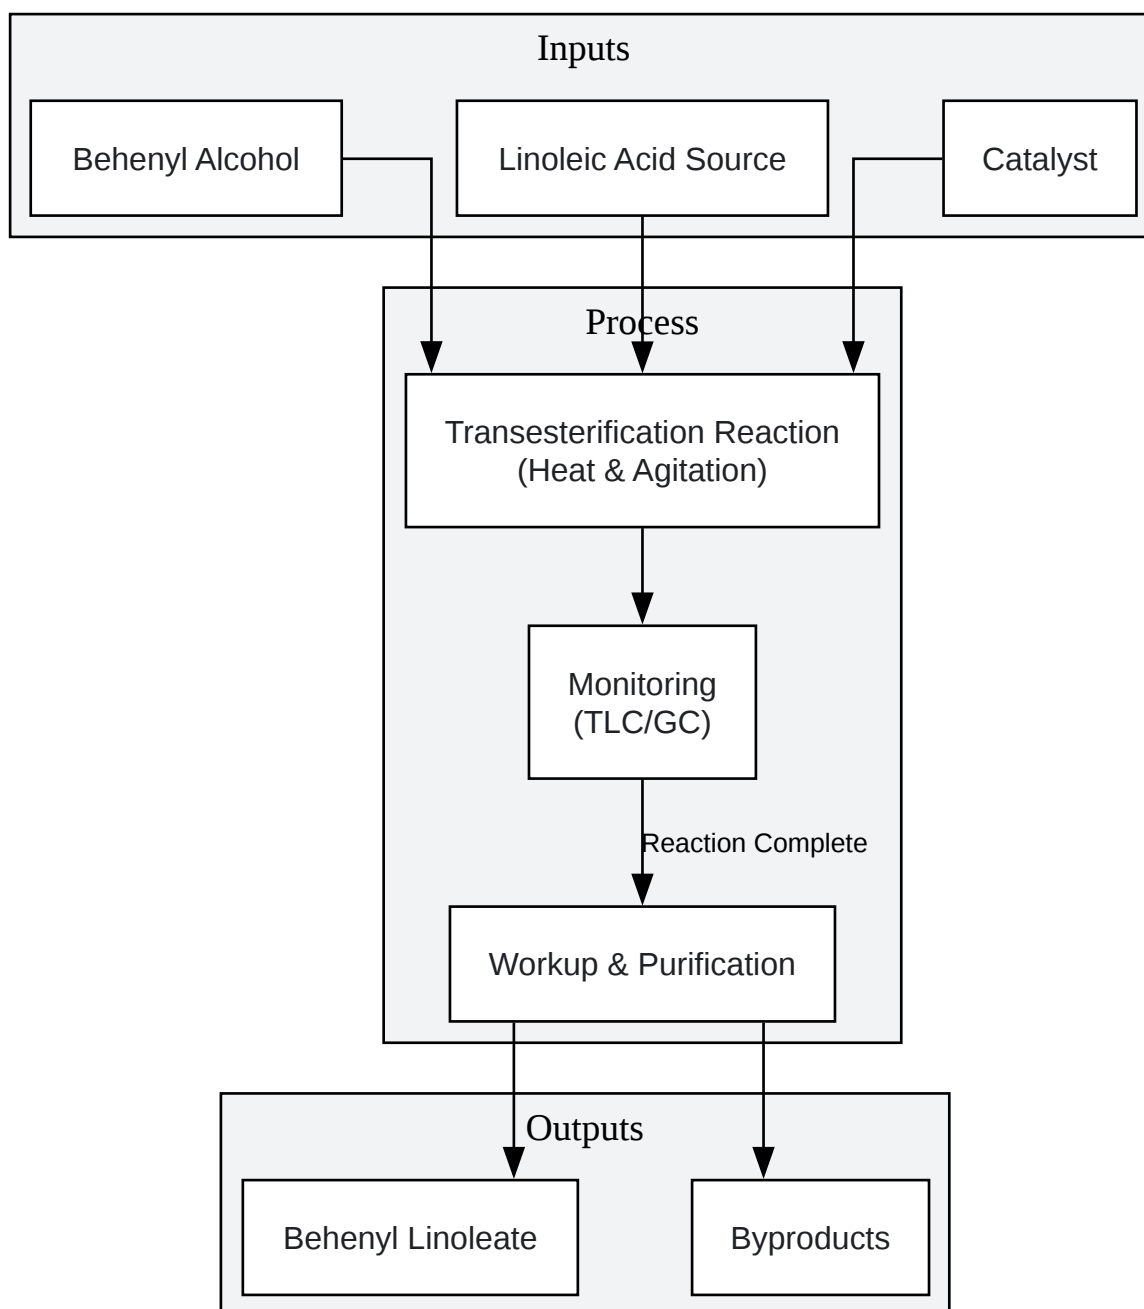 Inputs
Behenyl Alcohol
Linoleic Acid Source
Catalyst
Process
Transesterification Reaction
(Heat & Agitation)
Monitoring
(TLC/GC)
Reaction Complete
Workup & Purification
Outputs
Behenyl Linoleate
Byproducts